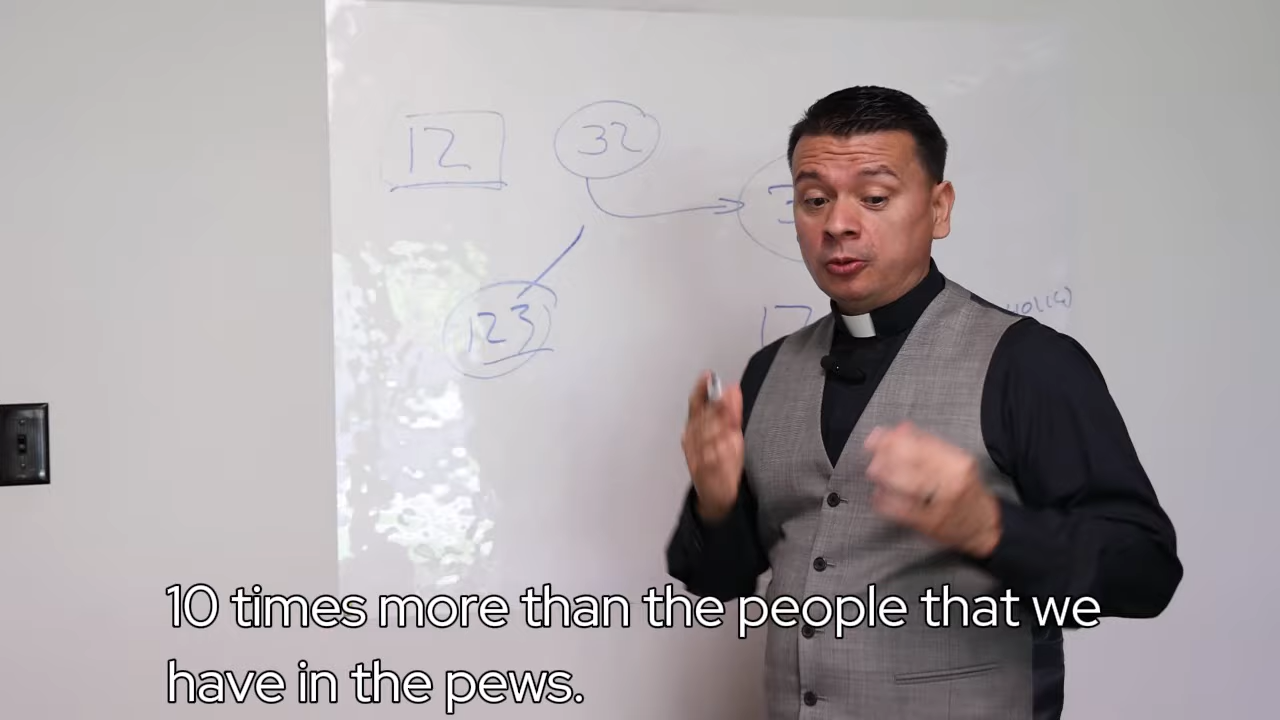 12
32
123
10 times more than the people that we
have in the pews.